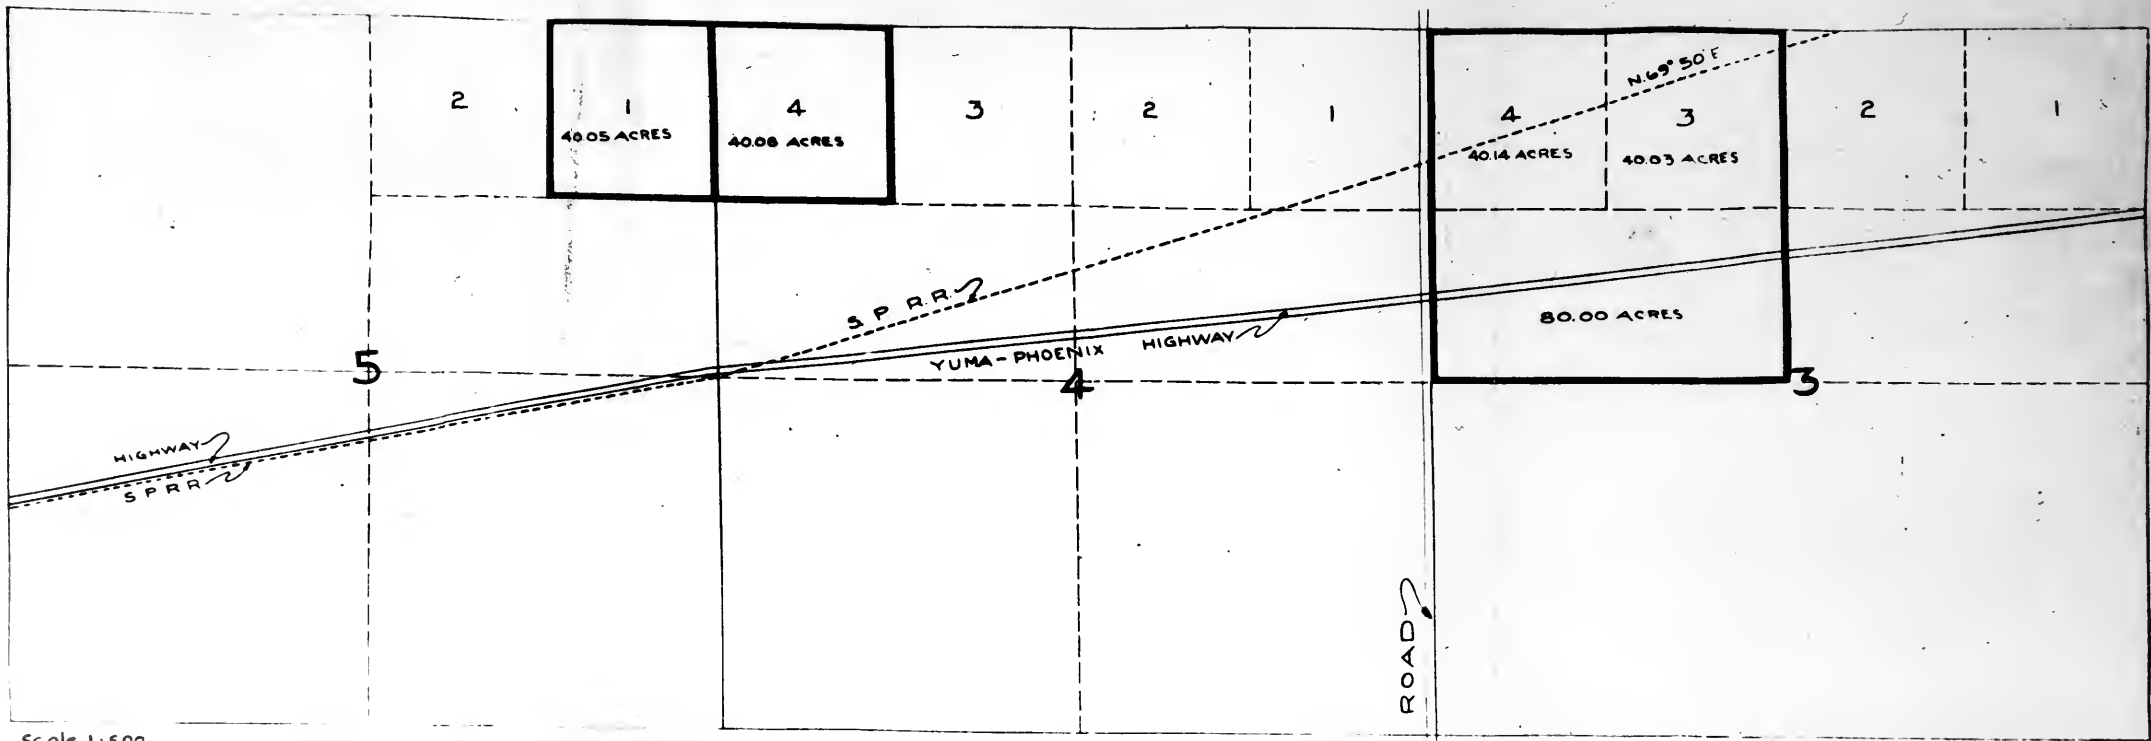 2
1
4
3
2
1
4
3
2
1
40.05 ACRES
40.08 ACRES
40.14 ACRES
40.03 ACRES
N.69° 50' E
S. P. R. R.
80.00 ACRES
YUMA-PHOENIX HIGHWAY
5
4
3
HIGHWAY
S P R R
ROAD